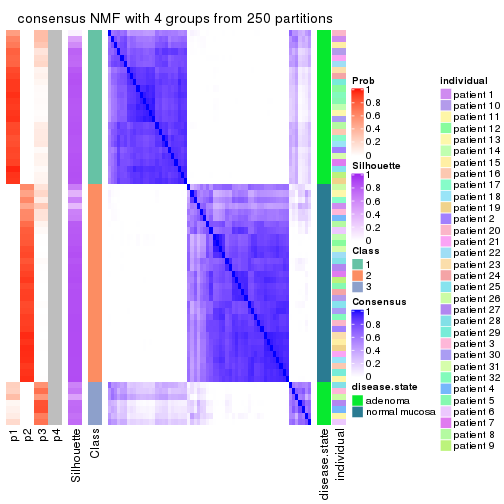 consensus NMF with 4 groups from 250 partitions
Prob
1
0.8
0.6
0.4
0.2
0
Silhouette
1
0.8
0.6
0.4
0.2
0
Class
1
2
3
Consensus
1
0.8
0.6
0.4
0.2
0
disease.state
adenoma
normal mucosa
individual
patient 1
patient 10
patient 11
patient 12
patient 13
patient 14
patient 15
patient 16
patient 17
patient 18
patient 19
patient 2
patient 20
patient 21
patient 22
patient 23
patient 24
patient 25
patient 26
patient 27
patient 28
patient 29
patient 3
patient 30
patient 31
patient 32
patient 4
patient 5
patient 6
patient 7
patient 8
patient 9
p1
p2
p3
p4
Silhouette
Class
disease.state
individual